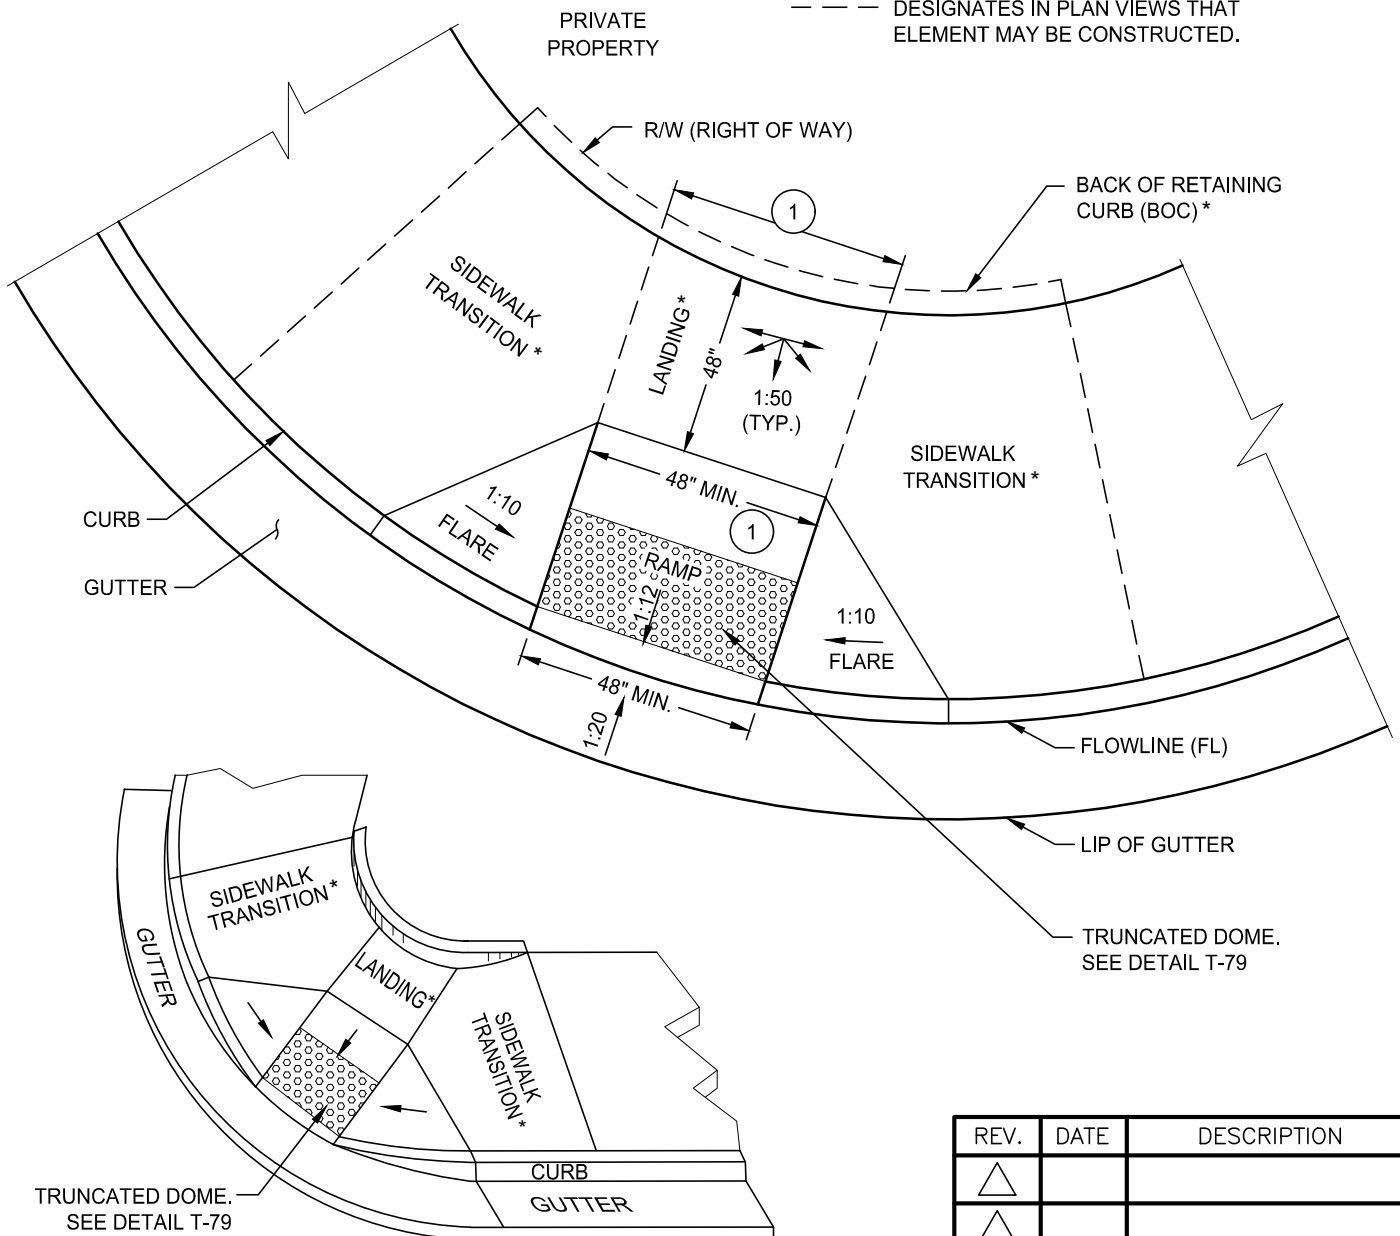 PRIVATE
PROPERTY
DESIGNATES IN PLAN VIEWS THAT
ELEMENT MAY BE CONSTRUCTED.
R/W (RIGHT OF WAY)
1
BACK OF RETAINING
CURB (BOC) *
SIDEWALK
TRANSITION *
LANDING *
48"
1:50
(TYP.)
SIDEWALK
TRANSITION *
48" MIN.
1
1:10
FLARE
CURB
GUTTER
RAMP
1:12
1:10
FLARE
48" MIN.
1:20
FLOWLINE (FL)
LIP OF GUTTER
TRUNCATED DOME.
SEE DETAIL T-79
SIDEWALK
TRANSITION *
GUTTER
LANDING *
SIDEWALK
TRANSITION *
CURB
GUTTER
TRUNCATED DOME.
SEE DETAIL T-79
REV. DATE DESCRIPTION